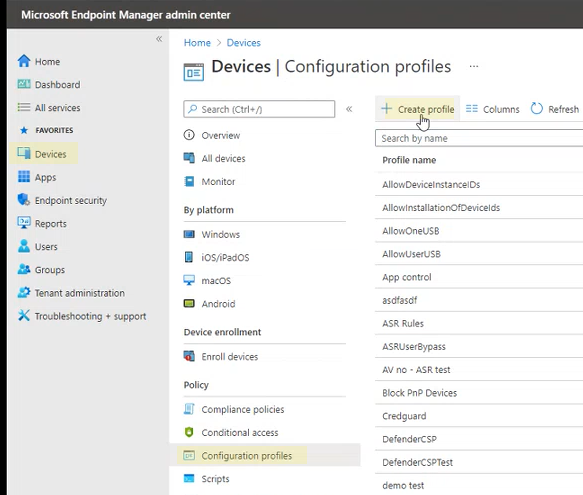 Microsoft Endpoint Manager admin center
«
Home
Dashboard
All services
FAVORITES
Devices
Apps
Endpoint security
Reports
Users
Groups
Tenant administration
Troubleshooting + support
Home > Devices
Devices | Configuration profiles ...
Search (Ctrl+/) «
Overview
All devices
Monitor
By platform
Windows
iOS/iPadOS
macOS
Android
Device enrollment
Enroll devices
Policy
Compliance policies
Conditional access
Configuration profiles
Scripts
+ Create profile Columns Refresh
Search by name
Profile name
AllowDeviceInstanceIDs
AllowInstallationOfDeviceIds
AllowOneUSB
AllowUserUSB
App control
asdfasdf
ASR Rules
ASRUserBypass
AV no - ASR test
Block PnP Devices
Credguard
DefenderCSP
DefenderCSPTest
demo test